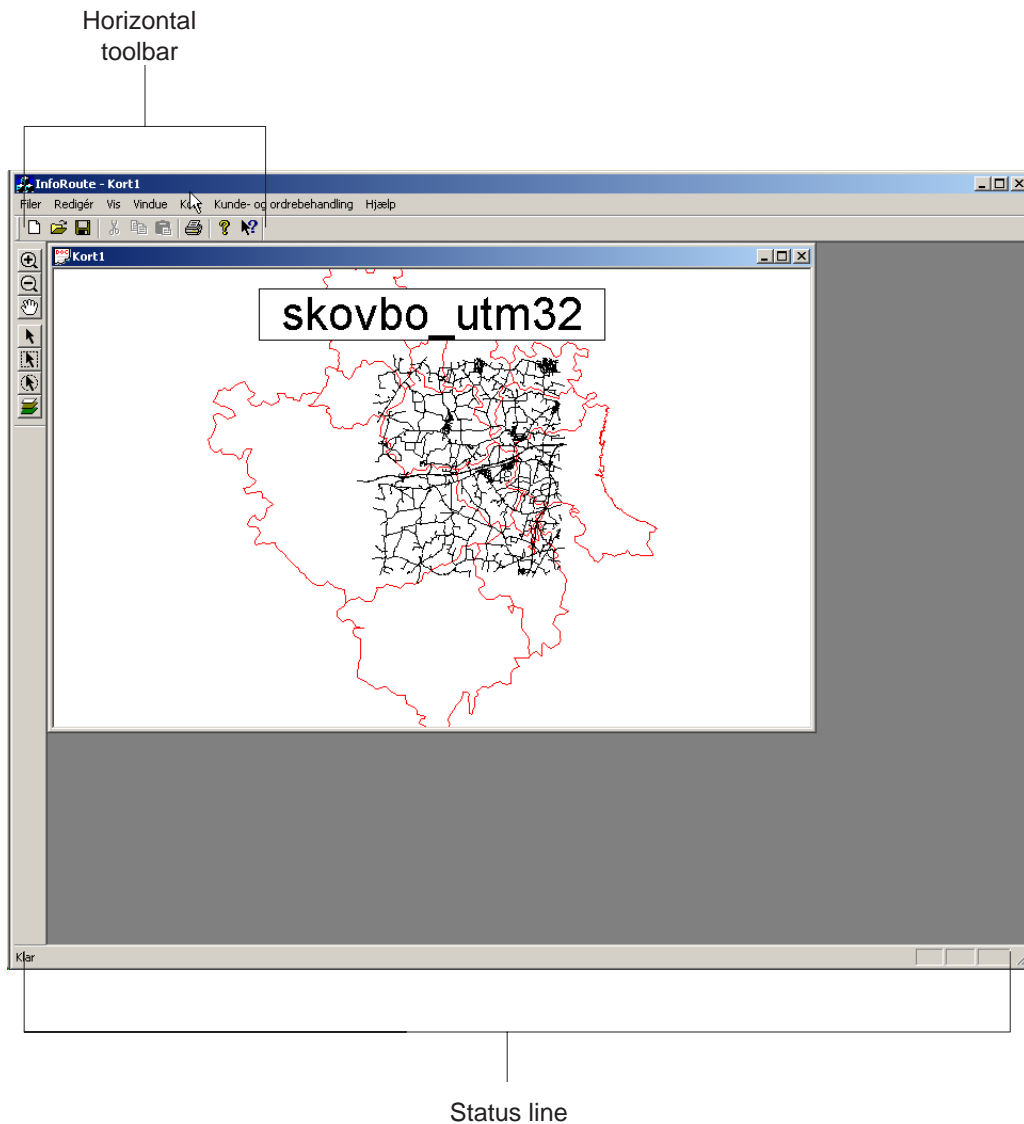 Horizontal
toolbar
InfoRoute - Kort1
Filer Redigér Vis Vindue Kunde- og ordrebehandling Hjælp
Kort1
skovbo_utm32
Klar
Status line